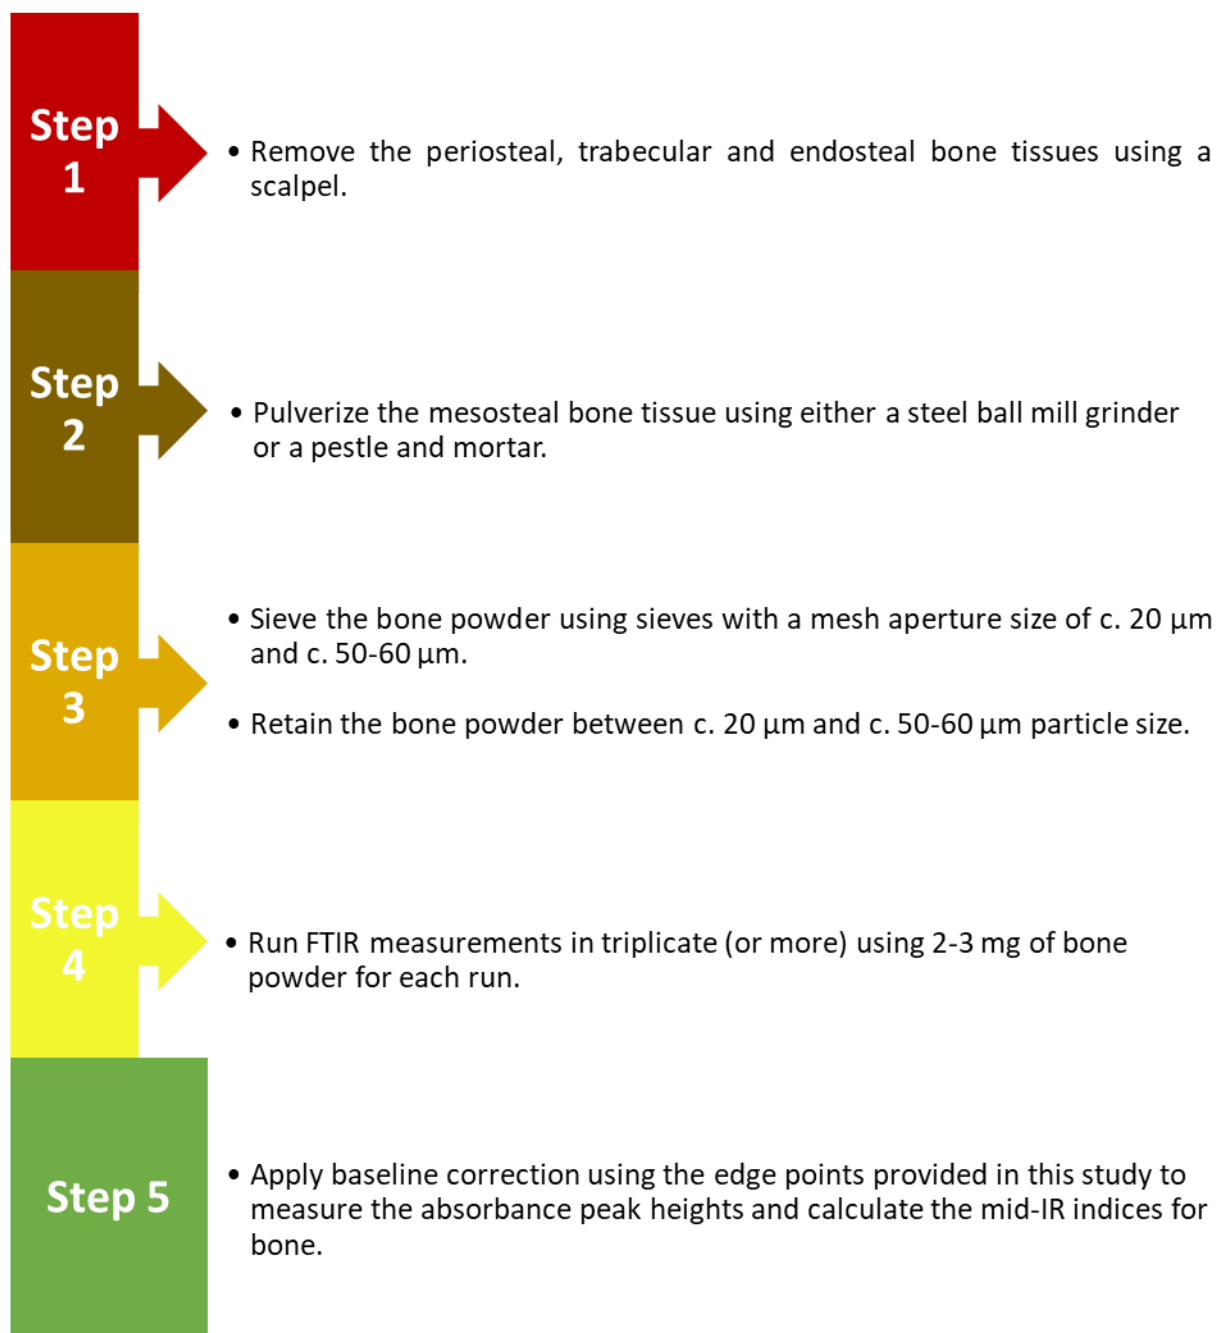 Step
1
• Remove the periosteal, trabecular and endosteal bone tissues using a
scalpel.
Step
2
• Pulverize the mesosteal bone tissue using either a steel ball mill grinder
or a pestle and mortar.
Step
3
• Sieve the bone powder using sieves with a mesh aperture size of c. 20 µm
and c. 50-60 µm.
• Retain the bone powder between c. 20 µm and c. 50-60 µm particle size.
Step
4
• Run FTIR measurements in triplicate (or more) using 2-3 mg of bone
powder for each run.
Step 5
• Apply baseline correction using the edge points provided in this study to
measure the absorbance peak heights and calculate the mid-IR indices for
bone.